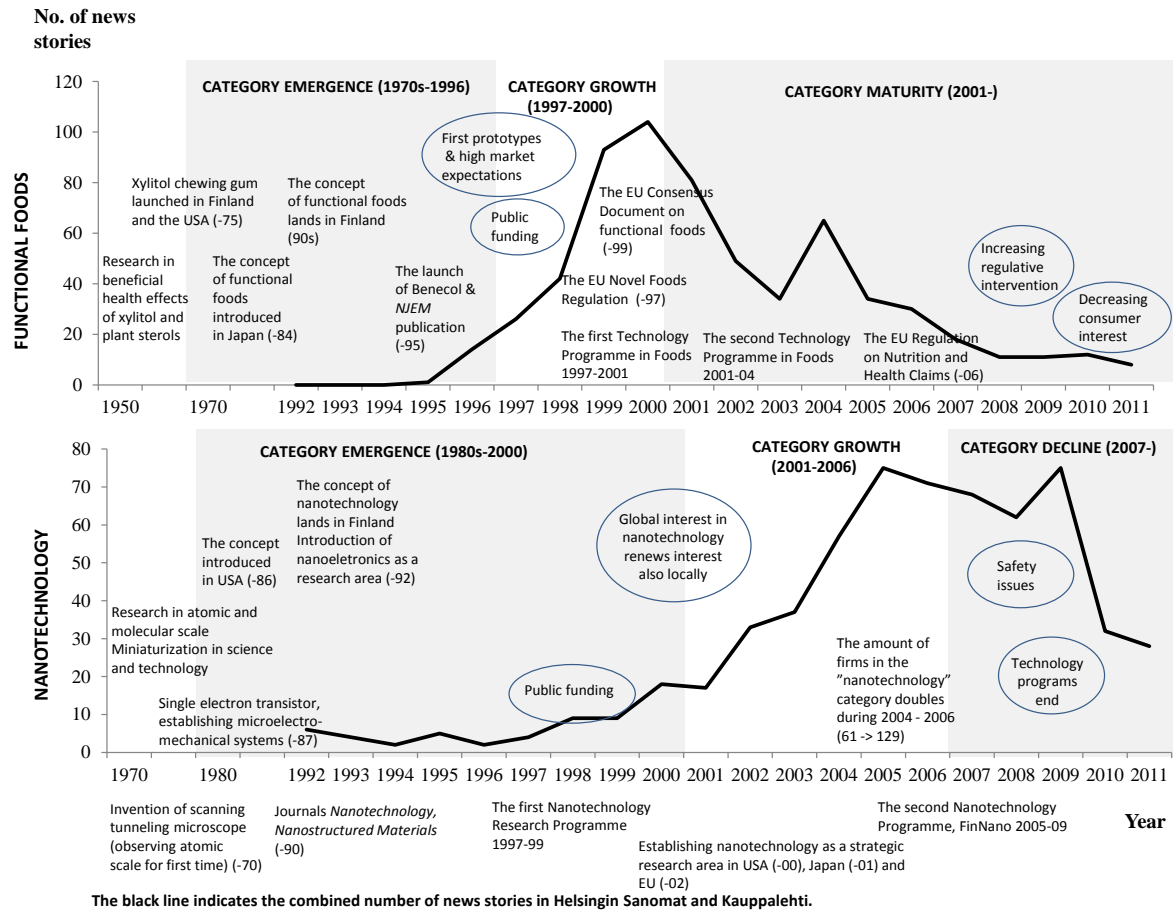 No. of news
stories
FUNCTIONAL FOODS
120
100
80
60
40
20
0
CATEGORY EMERGENCE (1970s-1996)
CATEGORY GROWTH
(1997-2000)
CATEGORY MATURITY (2001-)
First prototypes
& high market
expectations
Xylitol chewing gum
launched in Finland
and the USA (-75)
The concept
of functional foods
lands in Finland
(90s)
Public
funding
The EU Consensus
Document on
functional foods
(-99)
Increasing
regulative
intervention
Research in
beneficial
health effects
of xylitol and
plant sterols
The concept
of functional
foods
introduced
in Japan (-84)
The launch
of Benecol &
NJEM
publication
(-95)
The EU Novel Foods
Regulation (-97)
Decreasing
consumer
interest
The first Technology
Programme in Foods
1997-2001
The second Technology
Programme in Foods
2001-04
The EU Regulation
on Nutrition and
Health Claims (-06)
1950 1970 1992 1993 1994 1995 1996 1997 1998 1999 2000 2001 2002 2003 2004 2005 2006 2007 2008 2009 2010 2011
NANOTECHNOLOGY
80
70
60
50
40
30
20
10
0
CATEGORY EMERGENCE (1980s-2000)
CATEGORY GROWTH
(2001-2006)
CATEGORY DECLINE (2007-)
The concept of
nanotechnology
lands in Finland
Introduction of
nanoeletronics as a
research area (-92)
Global interest in
nanotechnology
renews interest
also locally
The concept
introduced
in USA (-86)
Safety
issues
Research in atomic and
molecular scale
Miniaturization in science
and technology
The amount of
firms in the
”nanotechnology”
category doubles
during 2004 - 2006
(61 -> 129)
Technology
programs
end
Public funding
Single electron transistor,
establishing microelectro-
mechanical systems (-87)
1970 1980 1992 1993 1994 1995 1996 1997 1998 1999 2000 2001 2002 2003 2004 2005 2006 2007 2008 2009 2010 2011
Invention of scanning
tunneling microscope
(observing atomic
scale for first time) (-70)
Journals Nanotechnology,
Nanostructured Materials
(-90)
The first Nanotechnology
Research Programme
1997-99
The second Nanotechnology
Programme, FinNano 2005-09
Year
Establishing nanotechnology as a strategic
research area in USA (-00), Japan (-01) and
EU (-02)
The black line indicates the combined number of news stories in Helsingin Sanomat and Kauppalehti.